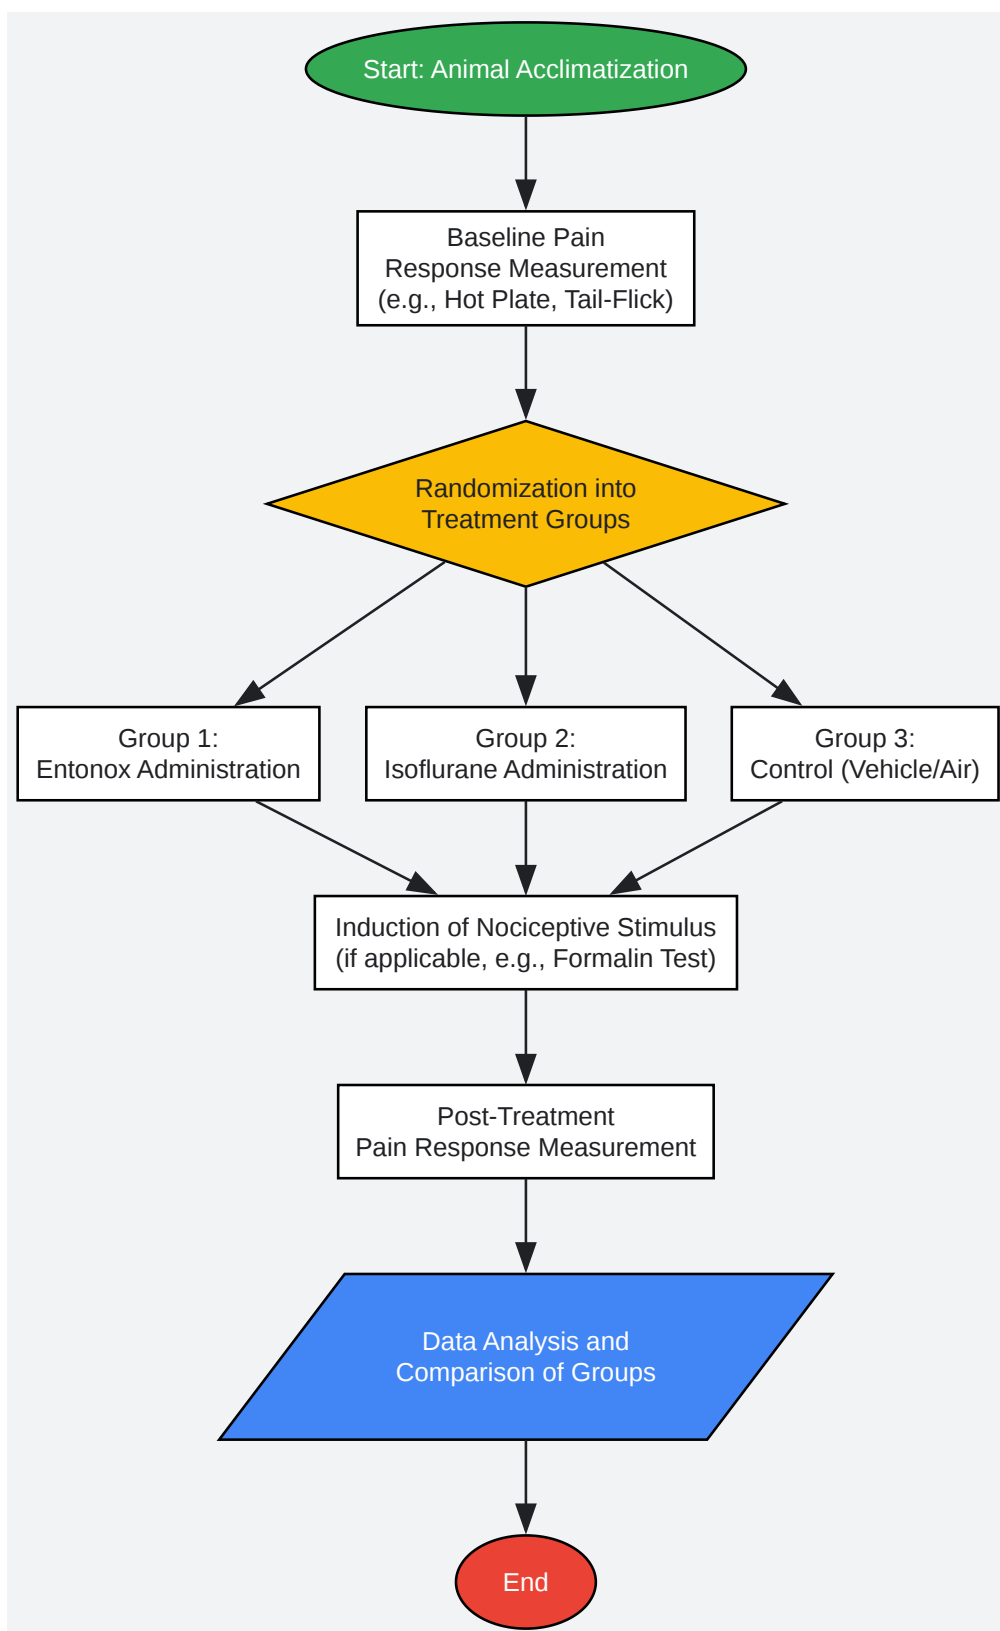 Start: Animal Acclimatization
Baseline Pain
Response Measurement
(e.g., Hot Plate, Tail-Flick)
Randomization into
Treatment Groups
Group 1:
Entonox Administration
Group 2:
Isoflurane Administration
Group 3:
Control (Vehicle/Air)
Induction of Nociceptive Stimulus
(if applicable, e.g., Formalin Test)
Post-Treatment
Pain Response Measurement
Data Analysis and
Comparison of Groups
End